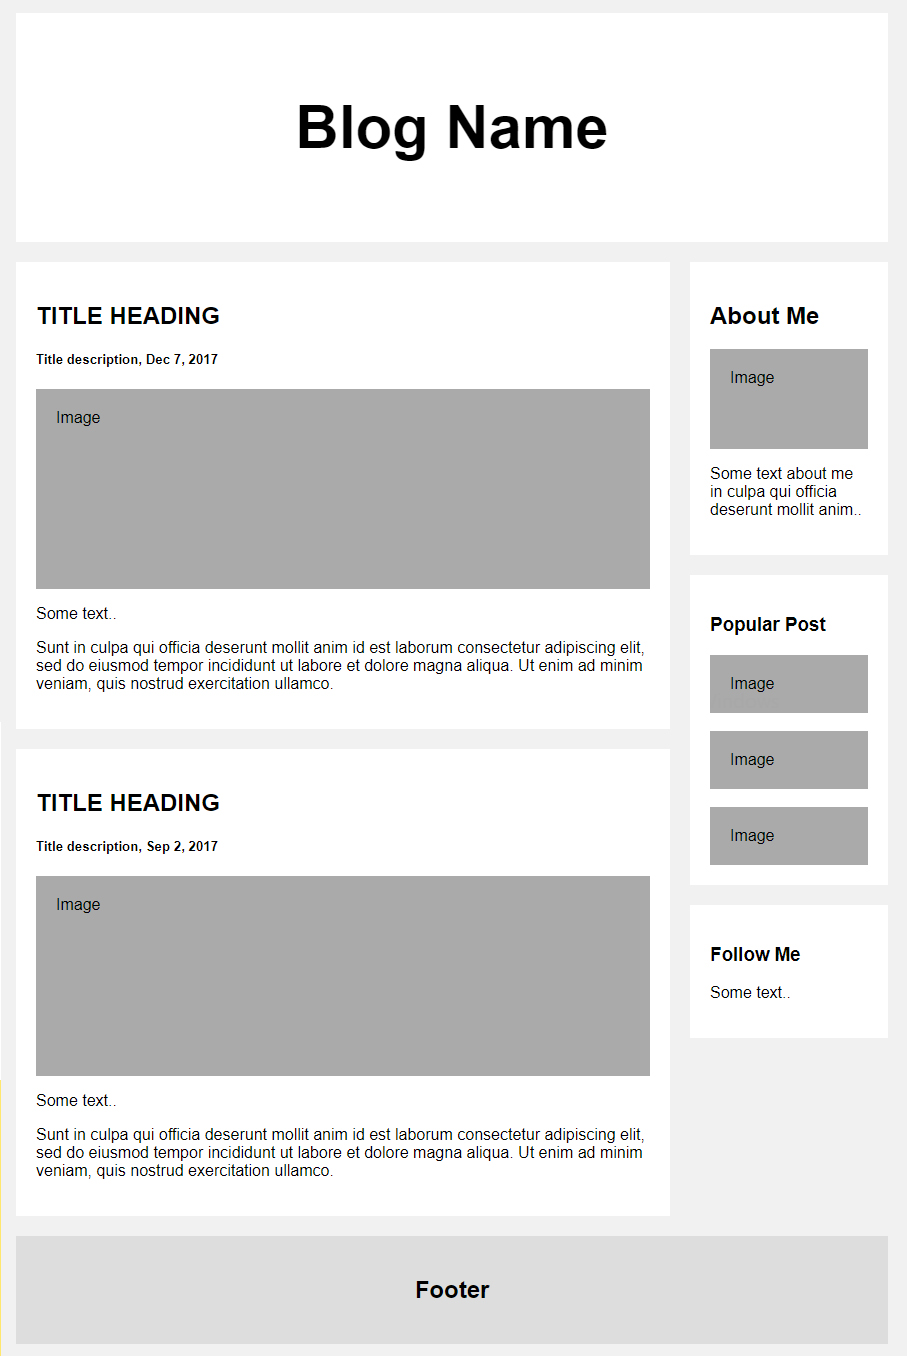 Blog Name
TITLE HEADING
Title description, Dec 7, 2017
Image
Some text..
Sunt in culpa qui officia deserunt mollit anim id est laborum consectetur adipiscing elit,
sed do eiusmod tempor incididunt ut labore et dolore magna aliqua. Ut enim ad minim
veniam, quis nostrud exercitation ullamco.
TITLE HEADING
Title description, Sep 2, 2017
Image
Some text..
Sunt in culpa qui officia deserunt mollit anim id est laborum consectetur adipiscing elit,
sed do eiusmod tempor incididunt ut labore et dolore magna aliqua. Ut enim ad minim
veniam, quis nostrud exercitation ullamco.
About Me
Image
Some text about me
in culpa qui officia
deserunt mollit anim..
Popular Post
Image
Image
Image
Follow Me
Some text..
Footer